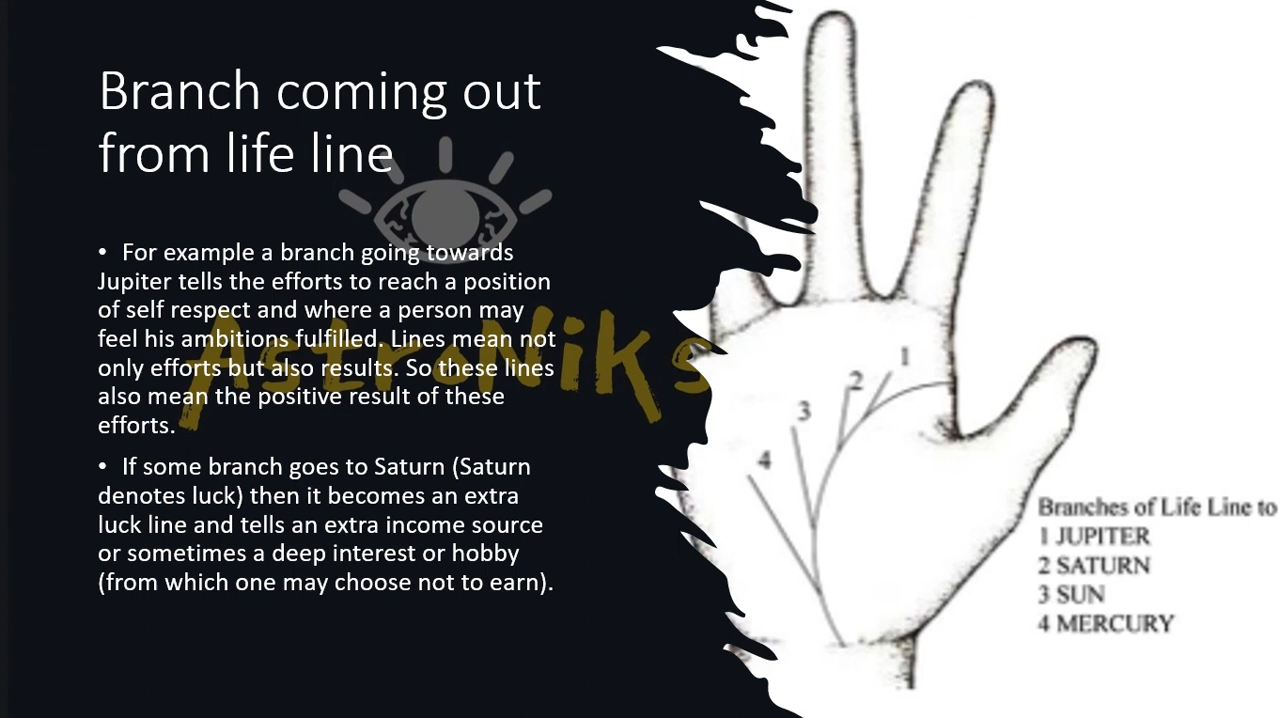 Branch coming out
from life line
• For example a branch going towards
Jupiter tells the efforts to reach a position
of self respect and where a person may
feel his ambitions fulfilled. Lines mean not
only efforts but also results. So these lines
also mean the positive result of these
efforts.
• If some branch goes to Saturn (Saturn
denotes luck) then it becomes an extra
luck line and tells an extra income source
or sometimes a deep interest or hobby
(from which one may choose not to earn).
AstroNiks
1
2
3
4
Branches of Life Line to
1 JUPITER
2 SATURN
3 SUN
4 MERCURY